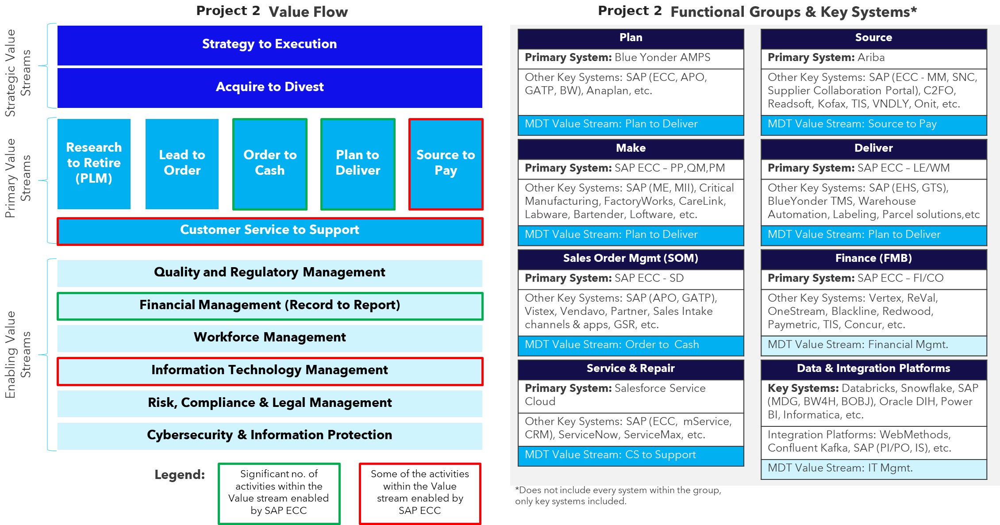 Project 2 Value Flow
Strategic Value
Streams
Strategy to Execution
Acquire to Divest
Primary Value
Streams
Research
to Retire
(PLM)
Lead to
Order
Order to
Cash
Plan to
Deliver
Source to
Pay
Customer Service to Support
Enabling Value
Streams
Quality and Regulatory Management
Financial Management (Record to Report)
Workforce Management
Information Technology Management
Risk, Compliance & Legal Management
Cybersecurity & Information Protection
Legend:
Significant no. of
activities within the
Value stream enabled
by SAP ECC
Some of the activities
within the Value
stream enabled by
SAP ECC
Project 2 Functional Groups & Key Systems*
Plan
Primary System: Blue Yonder AMPS
Other Key Systems: SAP (ECC, APO,
GATP, BW), Anaplan, etc.
MDT Value Stream: Plan to Deliver
Source
Primary System: Ariba
Other Key Systems: SAP (ECC - MM, SNC,
Supplier Collaboration Portal), C2FO,
Readsoft, Kofax, TIS, VNDLY, Onit, etc.
MDT Value Stream: Source to Pay
Make
Primary System: SAP ECC – PP,QM,PM
Other Key Systems: SAP (ME, MII), Critical
Manufacturing, FactoryWorks, CareLink,
Labware, Bartender, Loftware, etc.
MDT Value Stream: Plan to Deliver
Deliver
Primary System: SAP ECC – LE/WM
Other Key Systems: SAP (EHS, GTS),
BlueYonder TMS, Warehouse
Automation, Labeling, Parcel solutions,etc
MDT Value Stream: Plan to Deliver
Sales Order Mgmt (SOM)
Primary System: SAP ECC - SD
Other Key Systems: SAP (APO, GATP),
Vistex, Vendavo, Partner, Sales Intake
channels & apps, GSR, etc.
MDT Value Stream: Order to Cash
Finance (FMB)
Primary System: SAP ECC – FI/CO
Other Key Systems: Vertex, ReVal,
OneStream, Blackline, Redwood,
Paymetric, TIS, Concur, etc.
MDT Value Stream: Financial Mgmt.
Service & Repair
Primary System: Salesforce Service
Cloud
Other Key Systems: SAP (ECC, mService,
CRM), ServiceNow, ServiceMax, etc.
MDT Value Stream: CS to Support
Data & Integration Platforms
Key Systems: Databricks, Snowflake, SAP
(MDG, BW4H, BOBJ), Oracle DIH, Power
BI, Informatica, etc.
Integration Platforms: WebMethods,
Confluent Kafka, SAP (PI/PO, IS), etc.
MDT Value Stream: IT Mgmt.
*Does not include every system within the group,
only key systems included.